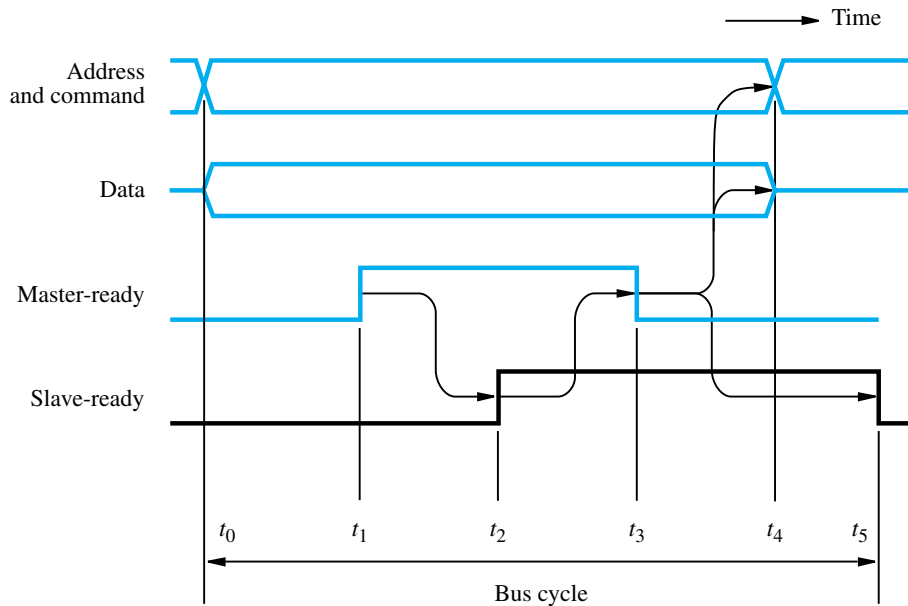 Time
Address
and command
Data
Master-ready
Slave-ready
t0 t1 t2 t3 t4 t5
Bus cycle